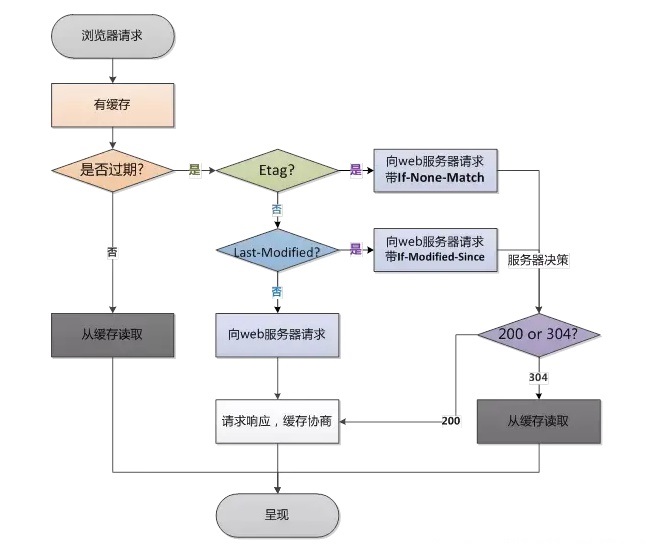 浏览器请求
有缓存
是否过期?
是
Etag?
是
向web服务器请求
带If-None-Match
否
否
Last-Modified?
是
向web服务器请求
带If-Modified-Since
服务器决策
否
从缓存读取
向web服务器请求
200 or 304?
304
请求响应，缓存协商
200
从缓存读取
呈现